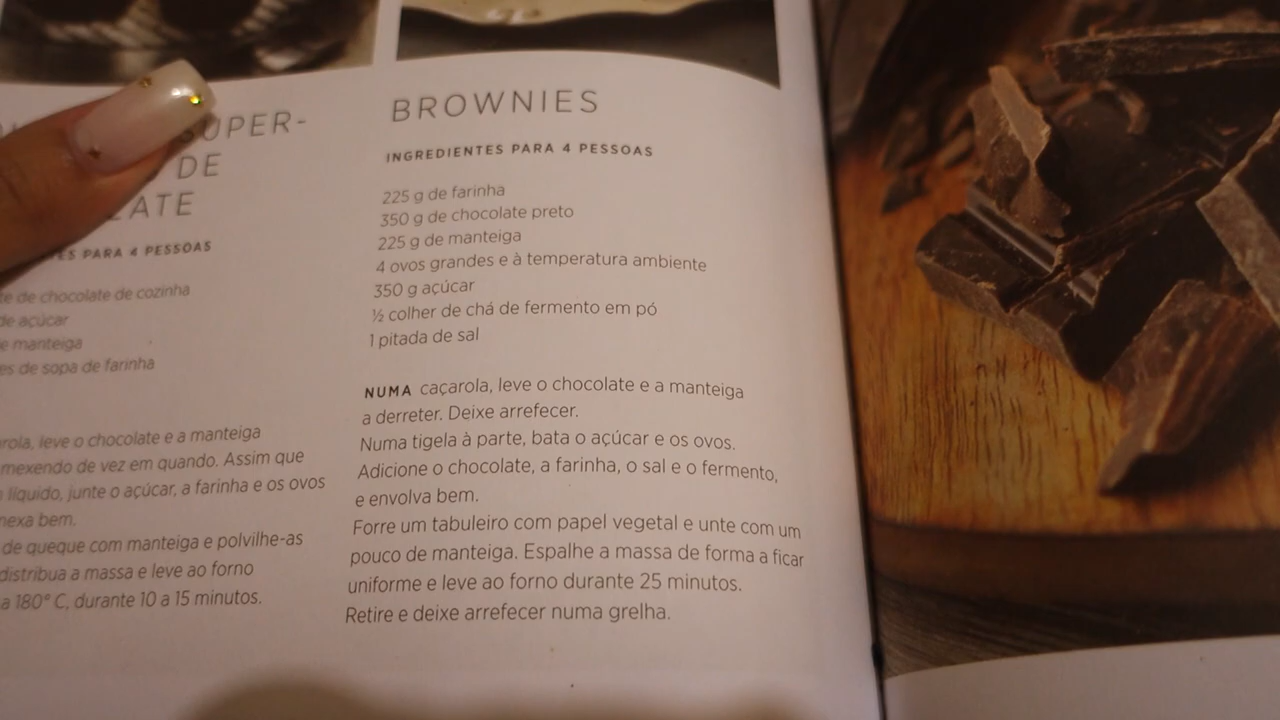 SUPER-
DE
PARA 4 PESSOAS
de chocolate de cozinha
de açúcar
manteiga
de sopa de farinha
leve o chocolate e a manteiga
mexendo de vez em quando. Assim que
líquido, junte o açúcar, a farinha e os ovos
bem.
de queque com manteiga e polvilhe-as
distribua a massa e leve ao forno
a 180° C, durante 10 a 15 minutos.
BROWNIES
INGREDIENTES PARA 4 PESSOAS
225 g de farinha
350 g de chocolate preto
225 g de manteiga
4 ovos grandes e à temperatura ambiente
350 g açúcar
½ colher de chá de fermento em pó
1 pitada de sal
NUMA caçarola, leve o chocolate e a manteiga
a derreter. Deixe arrefecer.
Numa tigela à parte, bata o açúcar e os ovos.
Adicione o chocolate, a farinha, o sal e o fermento,
e envolva bem.
Forre um tabuleiro com papel vegetal e unte com um
pouco de manteiga. Espalhe a massa de forma a ficar
uniforme e leve ao forno durante 25 minutos.
Retire e deixe arrefecer numa grelha.